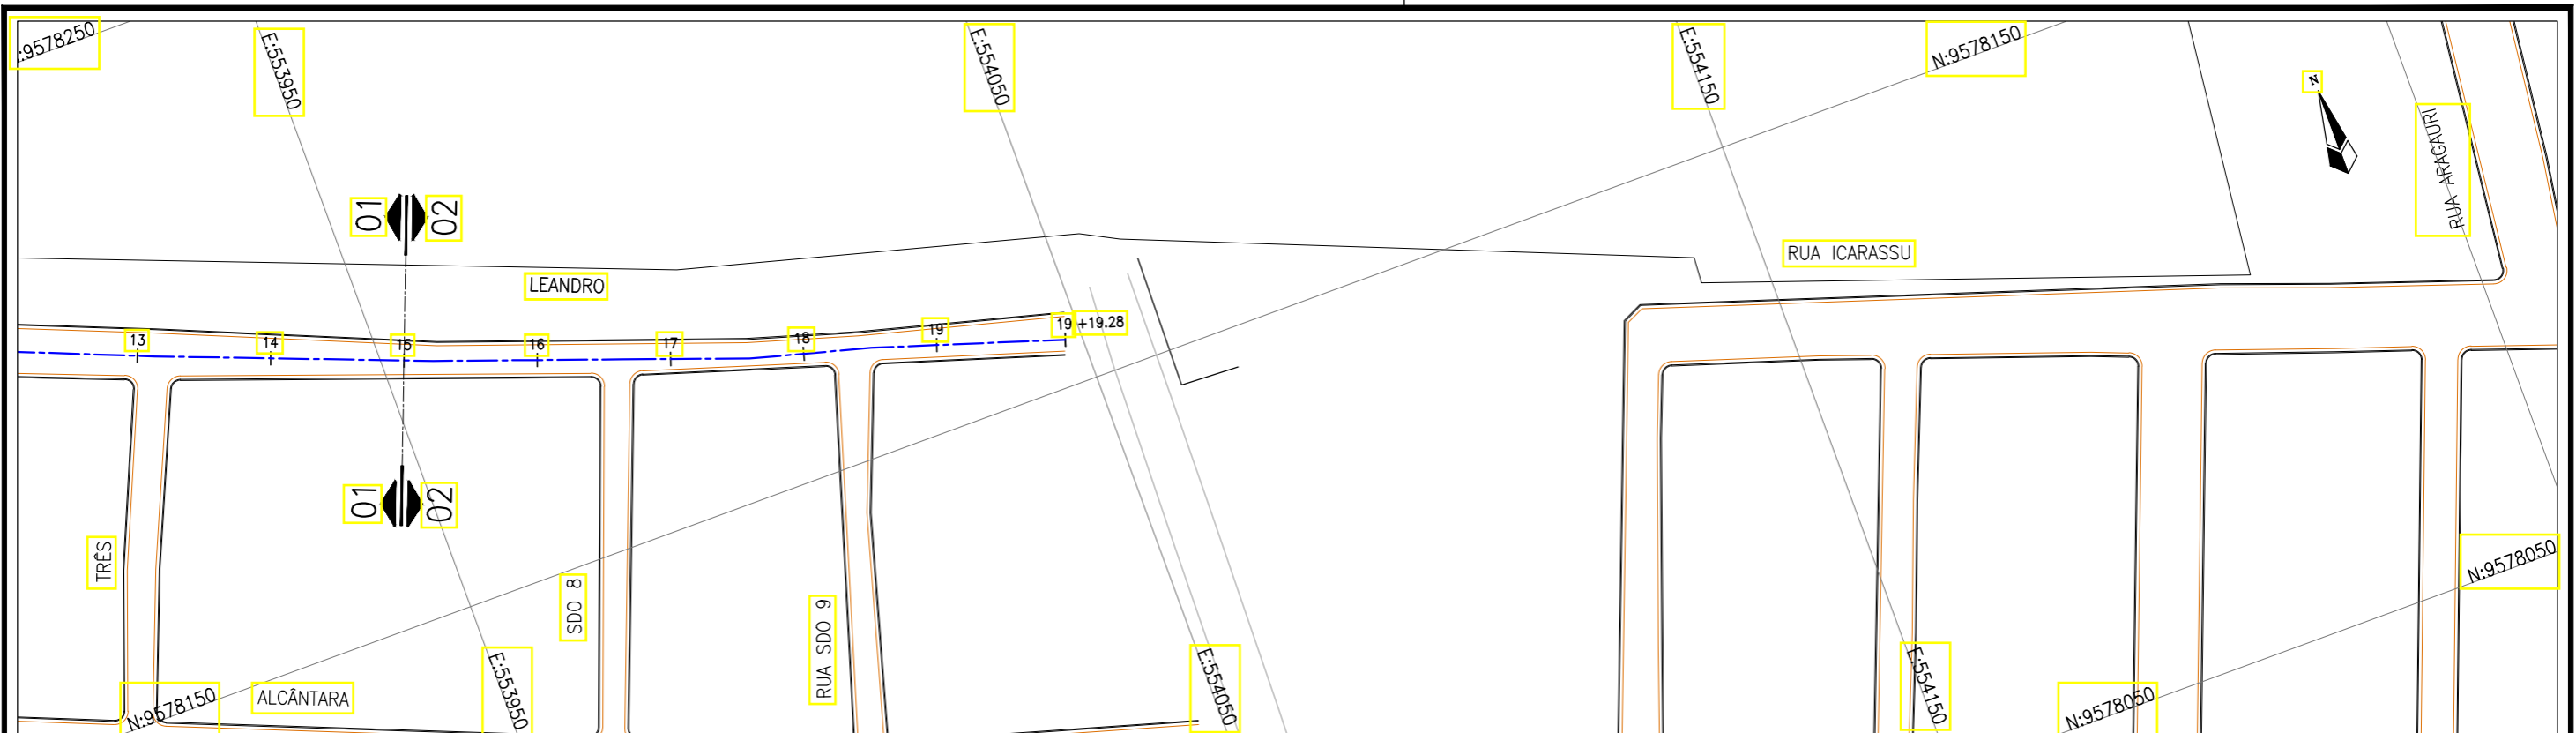 :9578250
E:553950
E:554050
E:554150
N:9578150
N
RUA ARAGAURI
01
02
RUA ICARASSU
LEANDRO
13
14
15
16
17
18
19
19 +19.28
01
02
TRÊS
SDO 8
RUA SDO 9
N:9578050
E:553950
E:554050
E:554150
N:9578150
ALCÂNTARA
N:9578050